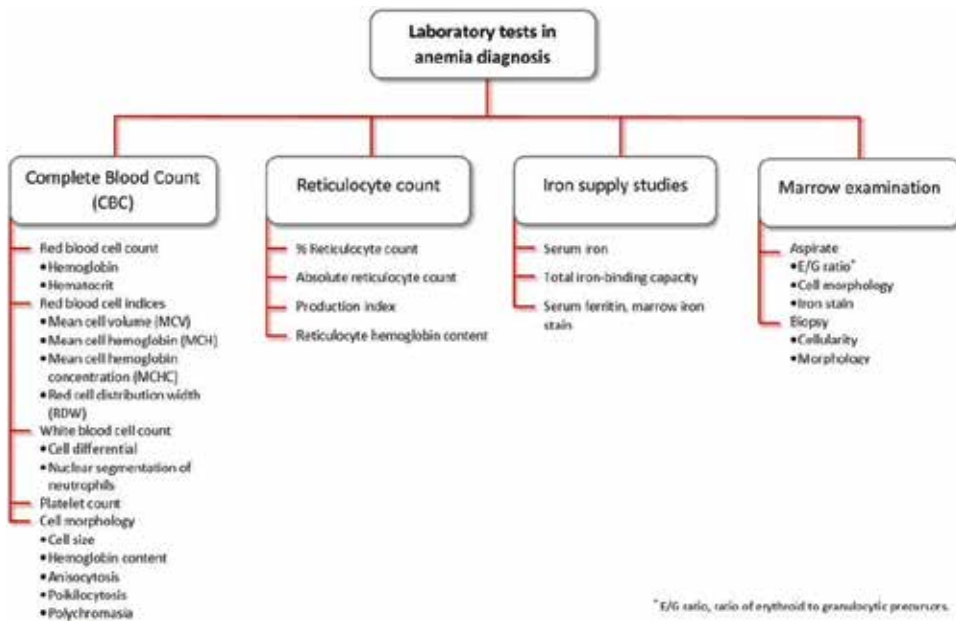 Laboratory tests in
anemia diagnosis
Complete Blood Count
(CBC)
Red blood cell count
•Hemoglobin
•Hematocrit
Red blood cell indices
•Mean cell volume (MCV)
•Mean cell hemoglobin (MCH)
•Mean cell hemoglobin
concentration (MCHC)
•Red cell distribution width
(RDW)
White blood cell count
•Cell differential
•Nuclear segmentation of
neutrophils
Platelet count
Cell morphology
•Cell size
•Hemoglobin content
•Anisocytosis
•Poikilocytosis
•Polychromasia
Reticulocyte count
% Reticulocyte count
Absolute reticulocyte count
Production index
Reticulocyte hemoglobin content
Iron supply studies
Serum iron
Total iron-binding capacity
Serum ferritin, marrow iron
stain
Marrow examination
Aspirate
•E/G ratio*
•Cell morphology
•Iron stain
Biopsy
•Cellularity
•Morphology
*E/G ratio, ratio of erythroid to granulocytic precursors.